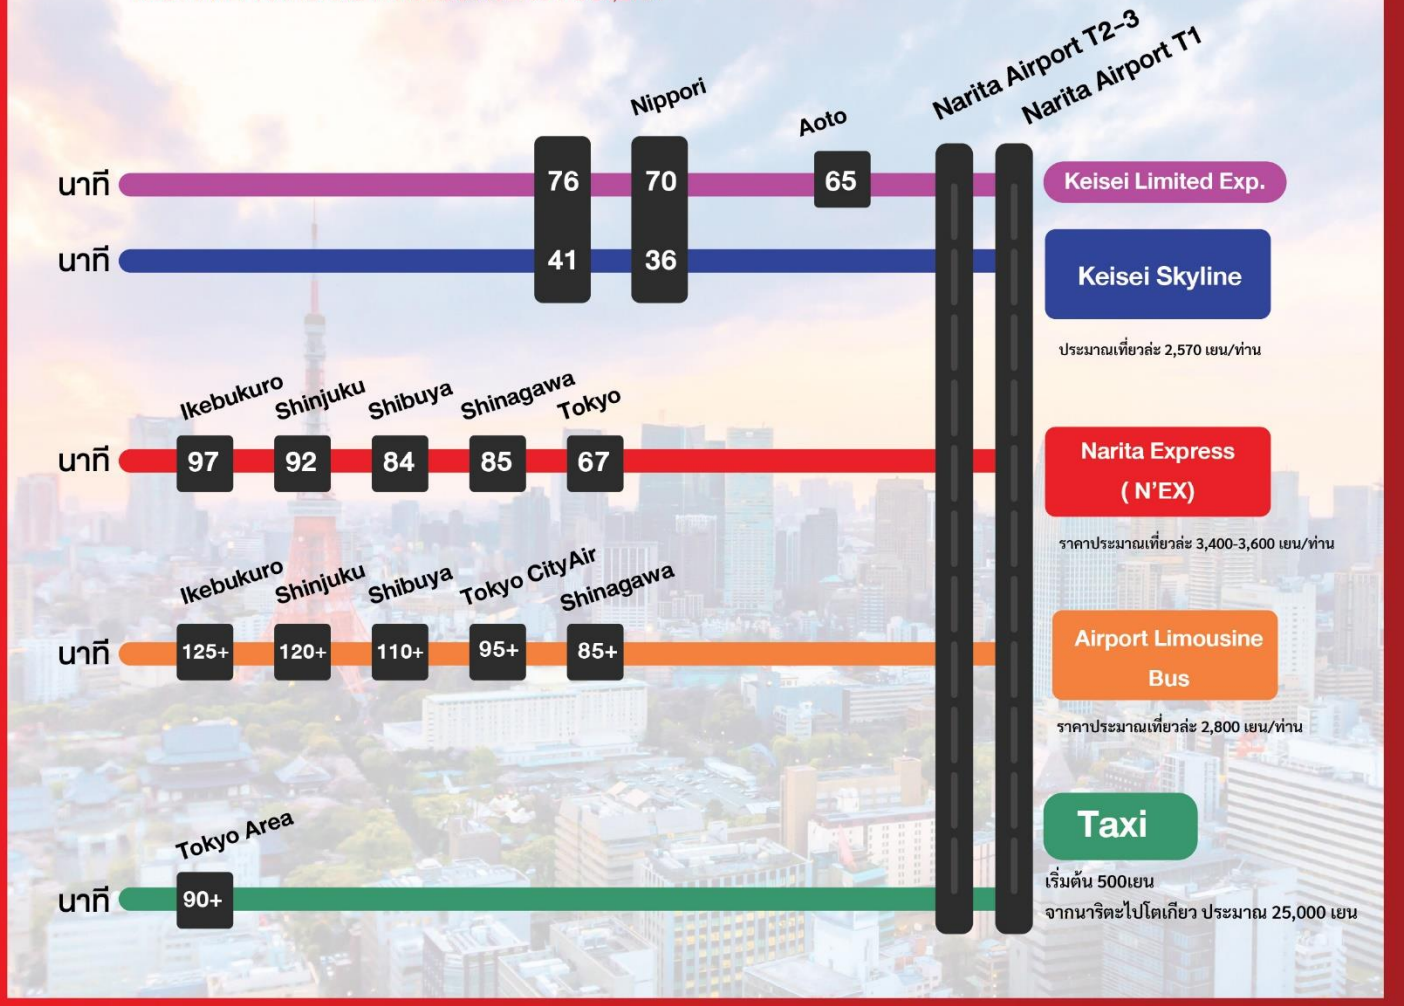 Narita Airport T2-3
Narita Airport T1
Nippori
Aoto
นาที
76
70
65
Keisei Limited Exp.
นาที
41
36
Keisei Skyline
ประมาณเที่ยวล่ะ 2,570 เยน/ท่าน
Ikebukuro
Shinjuku
Shibuya
Shinagawa
Tokyo
นาที
97
92
84
85
67
Narita Express
( N'EX)
ราคาประมาณเที่ยวล่ะ 3,400-3,600 เยน/ท่าน
Ikebukuro
Shinjuku
Shibuya
Tokyo CityAir
Shinagawa
นาที
125+
120+
110+
95+
85+
Airport Limousine
Bus
ราคาประมาณเที่ยวล่ะ 2,800 เยน/ท่าน
Tokyo Area
นาที
90+
Taxi
เริ่มต้น 500เยน
จากนาริตะไปโตเกียว ประมาณ 25,000 เยน